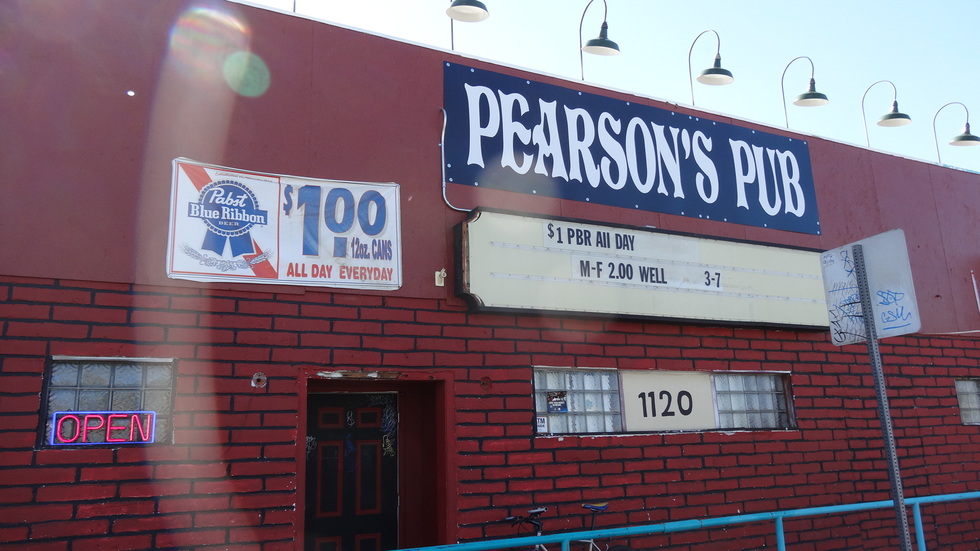 PEARSON'S PUB
Pabst
Blue Ribbon
BEER
$1.00
12oz. CANS
ALL DAY EVERYDAY
$1 PBR All DAY
M-F 2.00 WELL 3-7
OPEN
1120